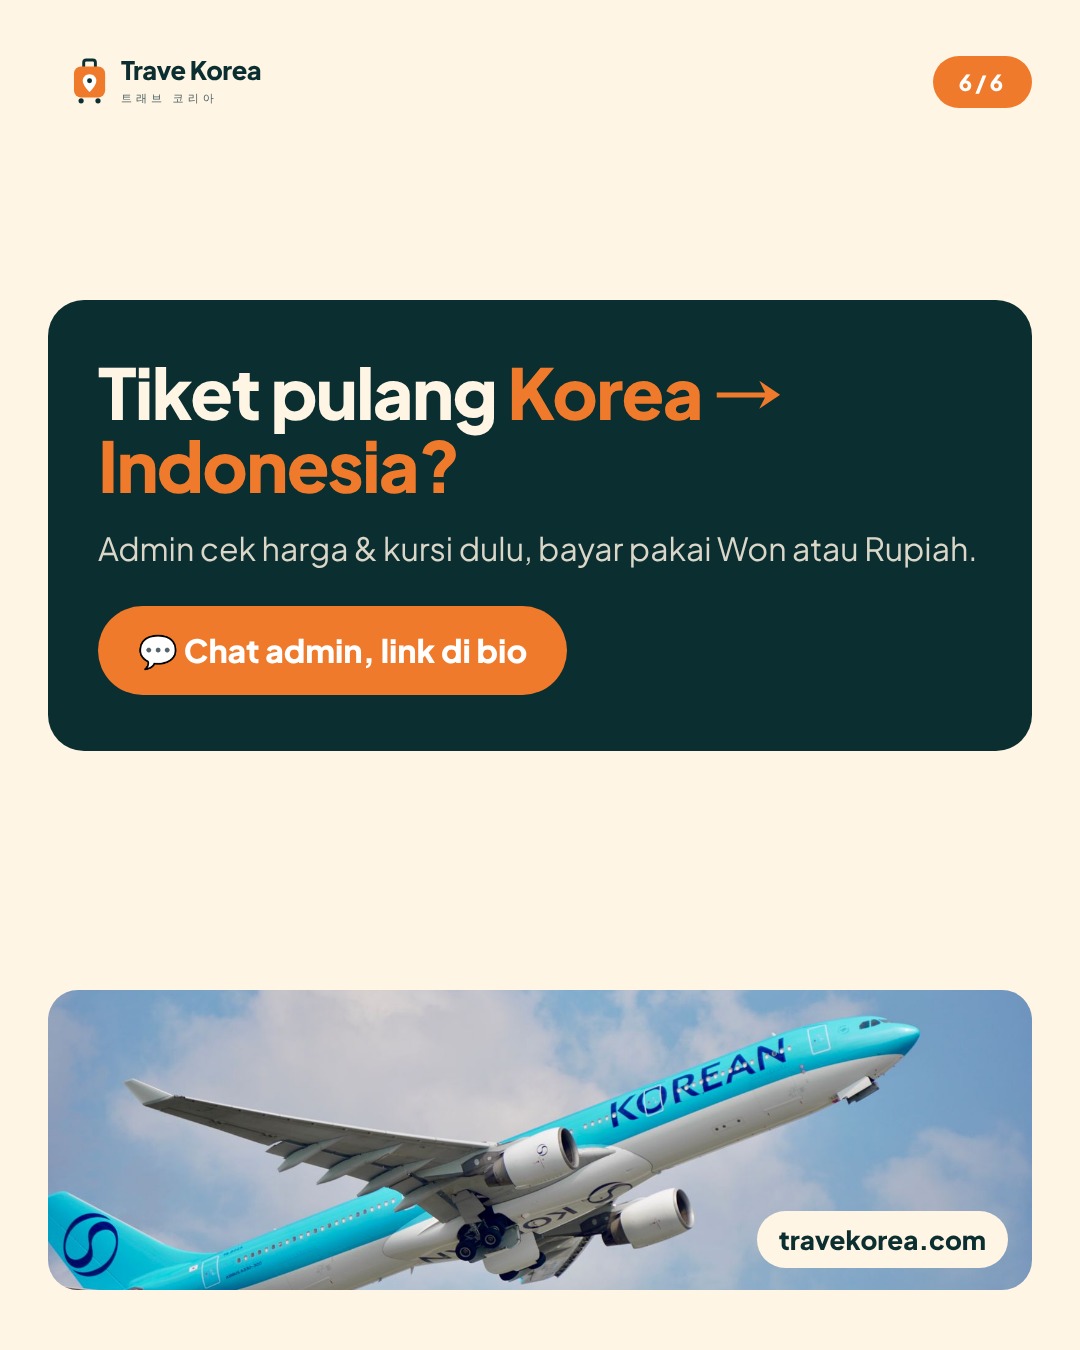 Trave Korea
트래브 코리아
6/6
Tiket pulang Korea →
Indonesia?
Admin cek harga & kursi dulu, bayar pakai Won atau Rupiah.
💬 Chat admin, link di bio
KOREAN
travekorea.com